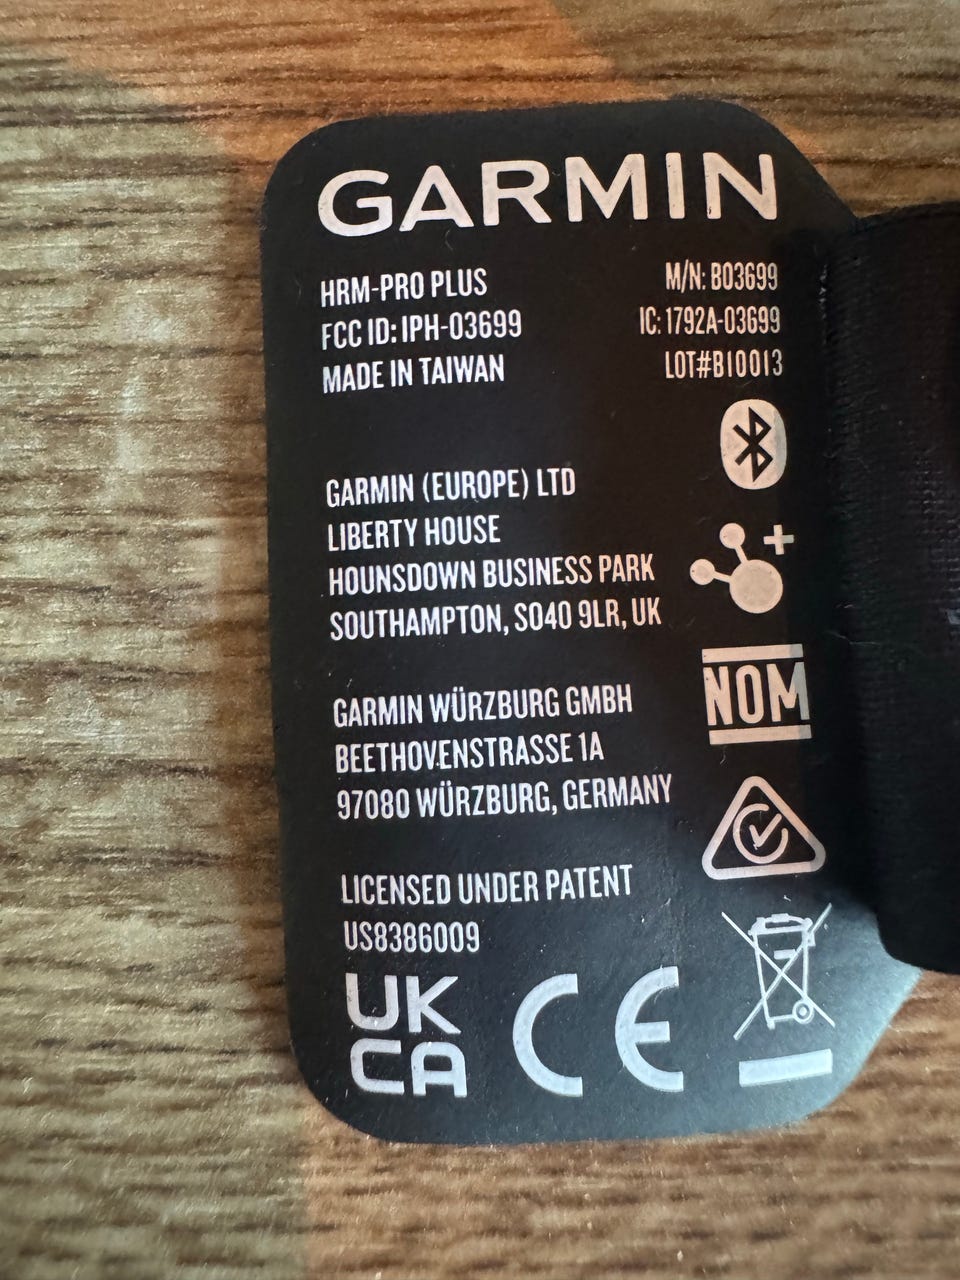 GARMIN
HRM-PRO PLUS
FCC ID: IPH-03699
MADE IN TAIWAN
M/N: B03699
IC: 1792A-03699
LOT#B10013
GARMIN (EUROPE) LTD
LIBERTY HOUSE
HOUNSDOWN BUSINESS PARK
SOUTHAMPTON, SO40 9LR, UK
GARMIN WÜRZBURG GMBH
BEETHOVENSTRASSE 1A
97080 WÜRZBURG, GERMANY
LICENSED UNDER PATENT
US8386009
NOM
UK
CA
CE